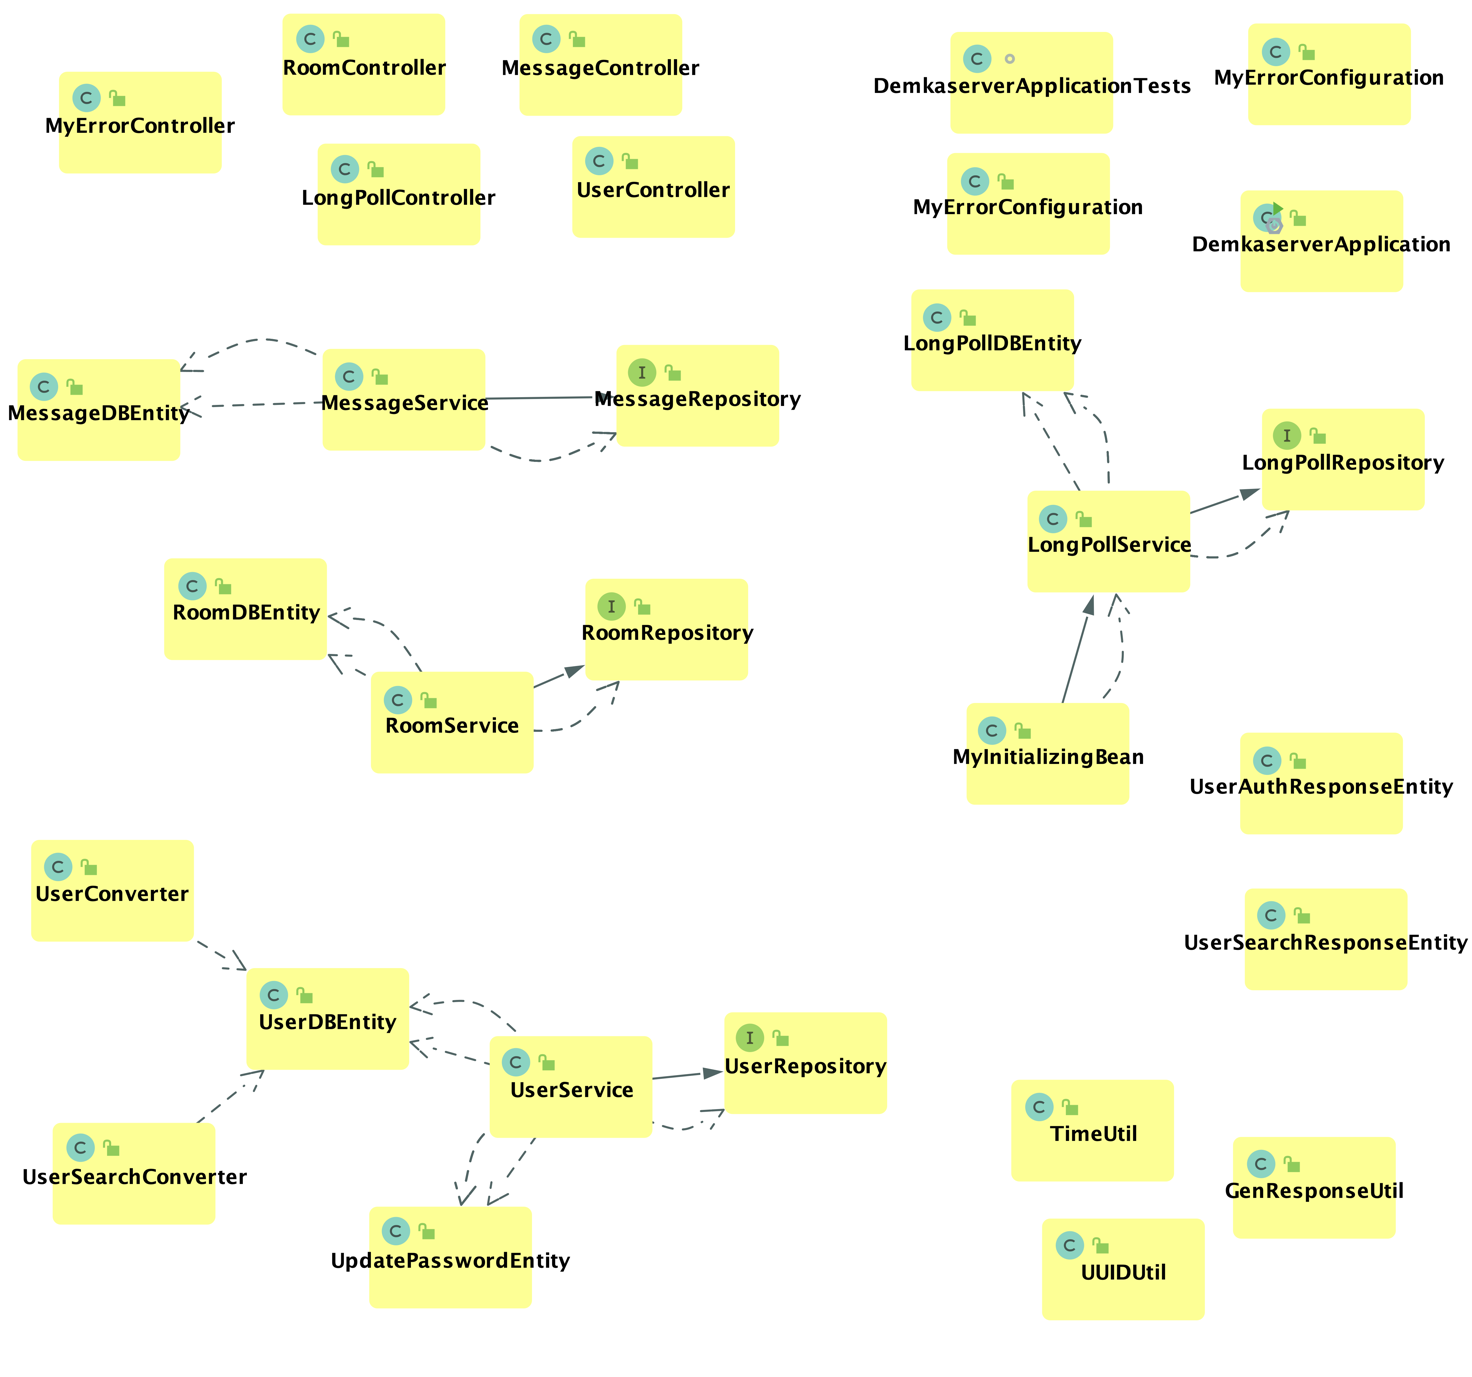 C
RoomController
C
MessageController
C
MyErrorController
C
LongPollController
C
UserController
C
DemkaserverApplicationTests
C
MyErrorConfiguration
C
MyErrorConfiguration
C
DemkaserverApplication
C
LongPollDBEntity
C
MessageDBEntity
C
MessageService
I
MessageRepository
I
LongPollRepository
C
LongPollService
C
RoomDBEntity
I
RoomRepository
C
RoomService
C
MyInitializingBean
C
UserAuthResponseEntity
C
UserConverter
C
UserSearchResponseEntity
C
UserDBEntity
C
UserService
I
UserRepository
C
UserSearchConverter
C
UpdatePasswordEntity
C
TimeUtil
C
GenResponseUtil
C
UUIDUtil